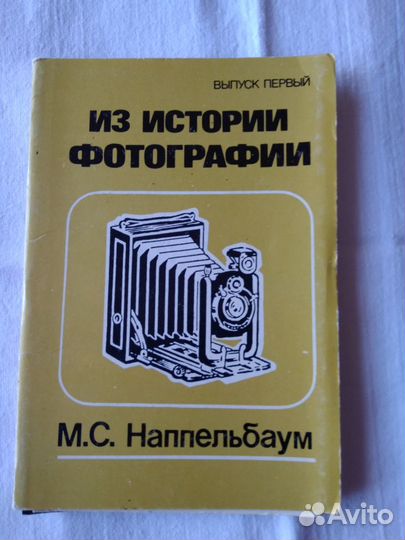 ВЫПУСК ПЕРВЫЙ
ИЗ ИСТОРИИ
ФОТОГРАФИИ
М.С. Наппельбаум
Avito